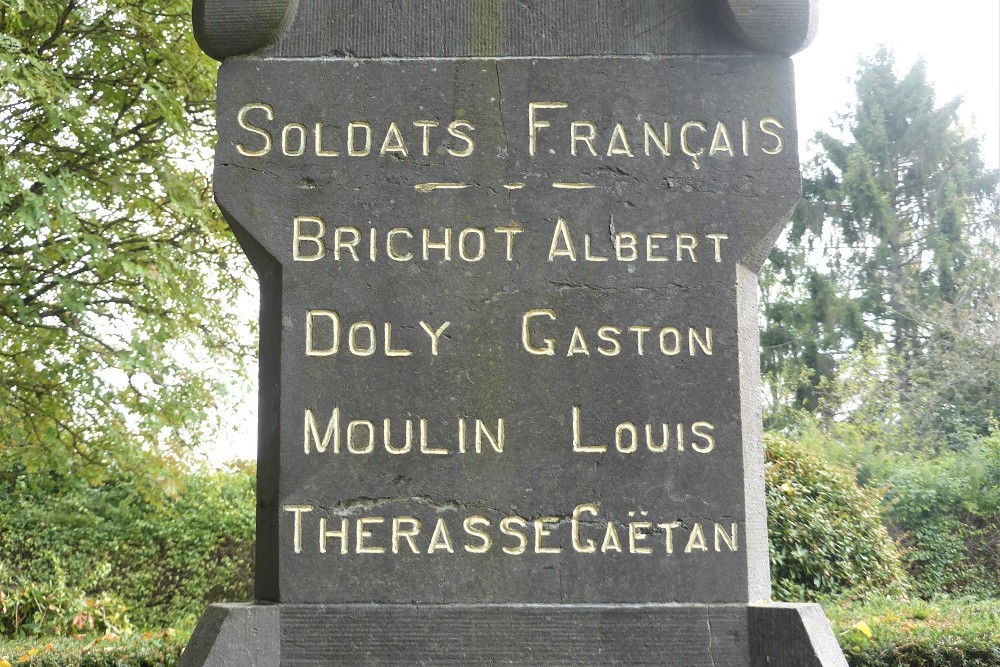 SOLDATS FRANÇAIS
BRICHOT ALBERT
DOLY GASTON
MOULIN LOUIS
THERASSE GAËTAN